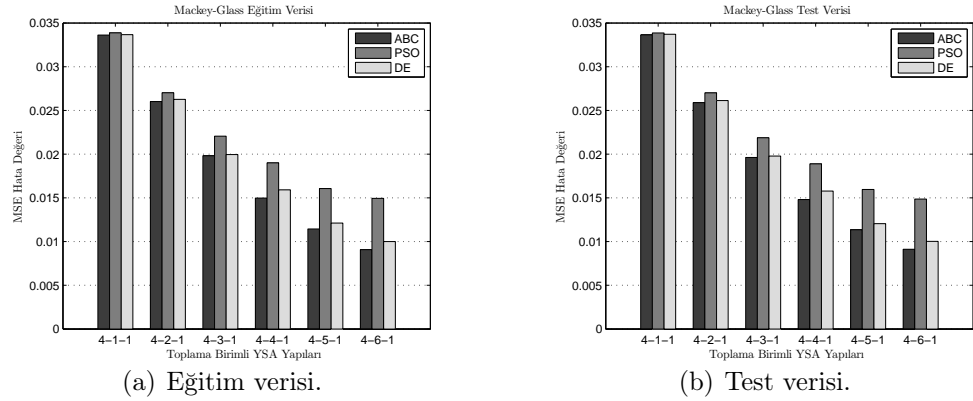 Mackey-Glass Eğitim Verisi
0.035
0.03
0.025
0.02
0.015
0.01
0.005
0
MSE Hata Değeri
ABC
PSO
DE
4-1-1 4-2-1 4-3-1 4-4-1 4-5-1 4-6-1
Toplama Birimli YSA Yapıları
(a) Eğitim verisi.
Mackey-Glass Test Verisi
0.035
0.03
0.025
0.02
0.015
0.01
0.005
0
MSE Hata Değeri
ABC
PSO
DE
4-1-1 4-2-1 4-3-1 4-4-1 4-5-1 4-6-1
Toplama Birimli YSA Yapıları
(b) Test verisi.